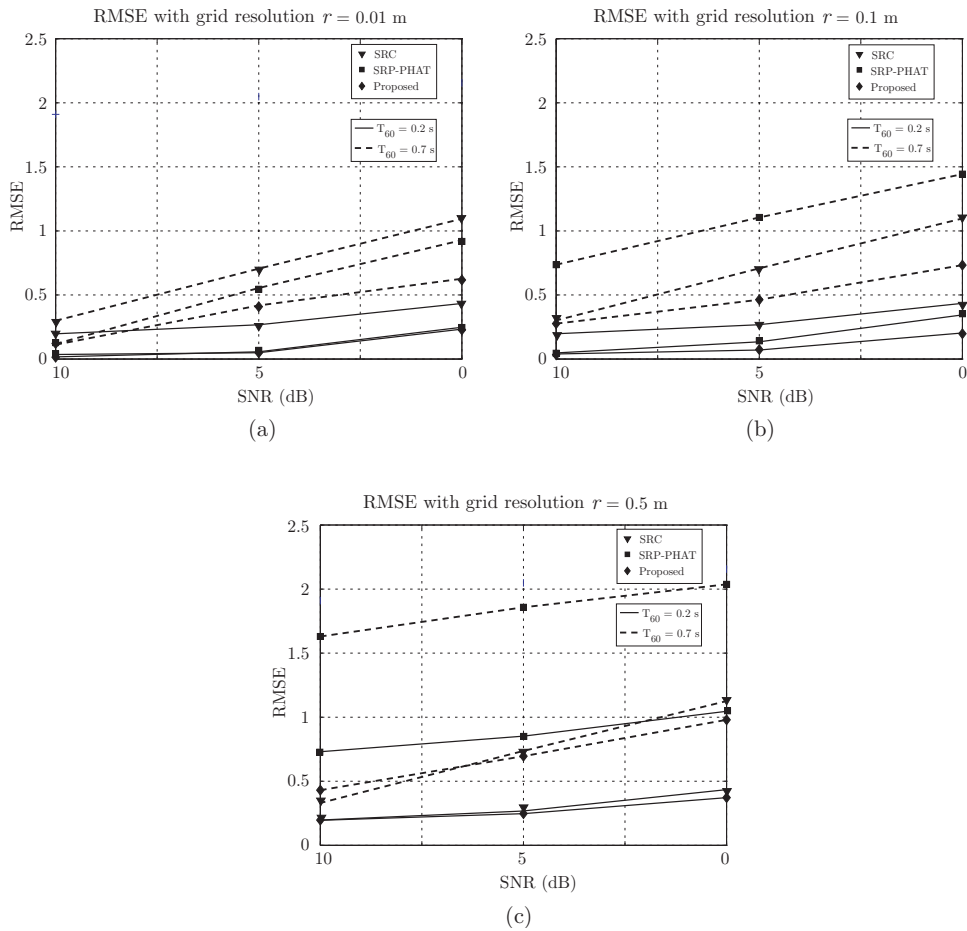 RMSE with grid resolution r = 0.01 m
2.5
2
1.5
1
0.5
0
RMSE
10
5
0
SNR (dB)
SRC
SRP-PHAT
Proposed
T60 = 0.2 s
T60 = 0.7 s
(a)
RMSE with grid resolution r = 0.1 m
2.5
2
1.5
1
0.5
0
RMSE
10
5
0
SNR (dB)
SRC
SRP-PHAT
Proposed
T60 = 0.2 s
T60 = 0.7 s
(b)
RMSE with grid resolution r = 0.5 m
2.5
2
1.5
1
0.5
0
RMSE
10
5
0
SNR (dB)
SRC
SRP-PHAT
Proposed
T60 = 0.2 s
T60 = 0.7 s
(c)